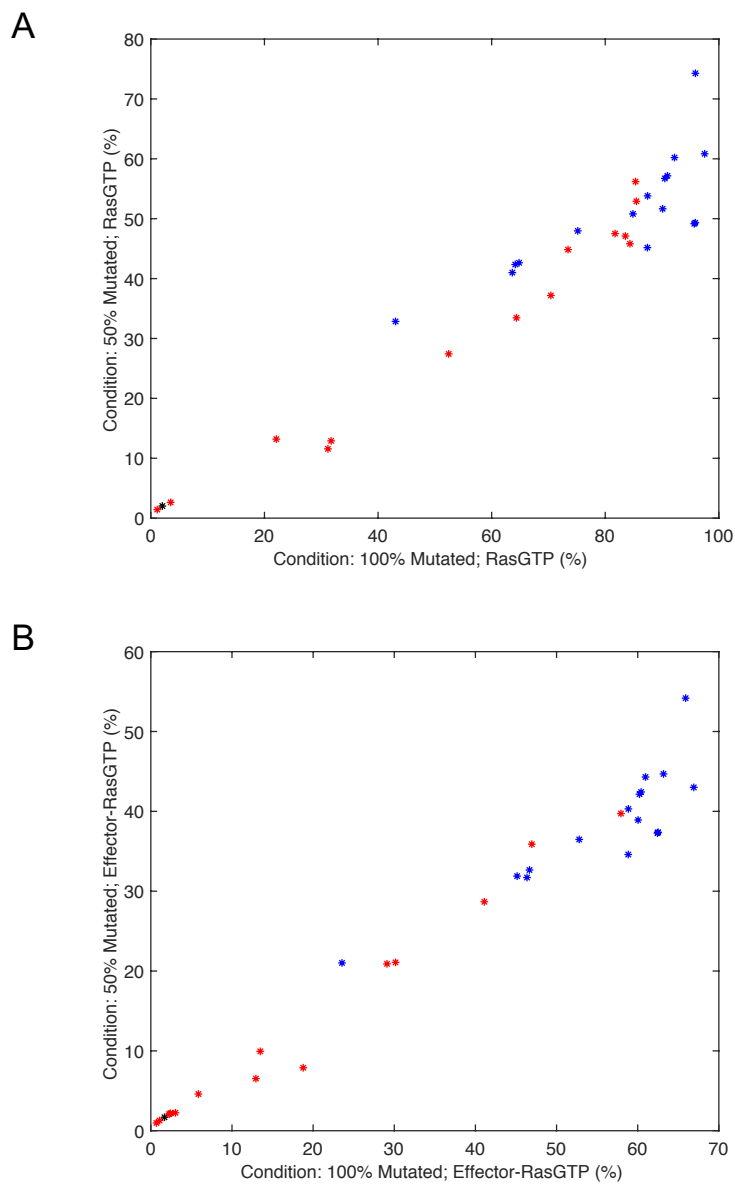 A
80
70
60
50
40
30
20
10
0
Condition: 50% Mutated; RasGTP (%)
0 20 40 60 80 100
Condition: 100% Mutated; RasGTP (%)
B
60
50
40
30
20
10
0
Condition: 50% Mutated; Effector-RasGTP (%)
0 10 20 30 40 50 60 70
Condition: 100% Mutated; Effector-RasGTP (%)